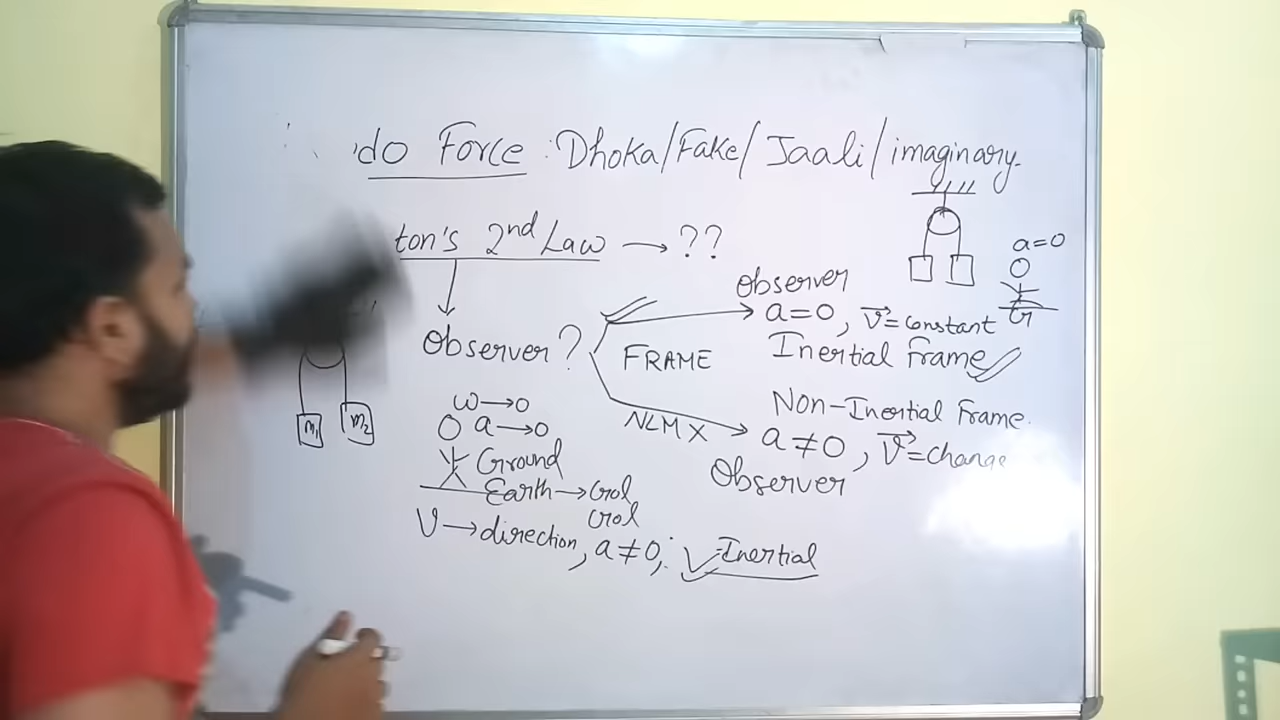 do Force : Dhoka/Fake/Jaali/imaginary.
ton's 2nd Law → ??
a=0
Observer
a=0, v⃗=constant
Inertial Frame
Observer?
FRAME
Non-Inertial Frame.
NLM X
a≠0, v⃗=change
Observer
m1 m2
ω→0
a→0
Ground
Earth→Gol
Gol
V→direction, a≠0, ∴ Inertial